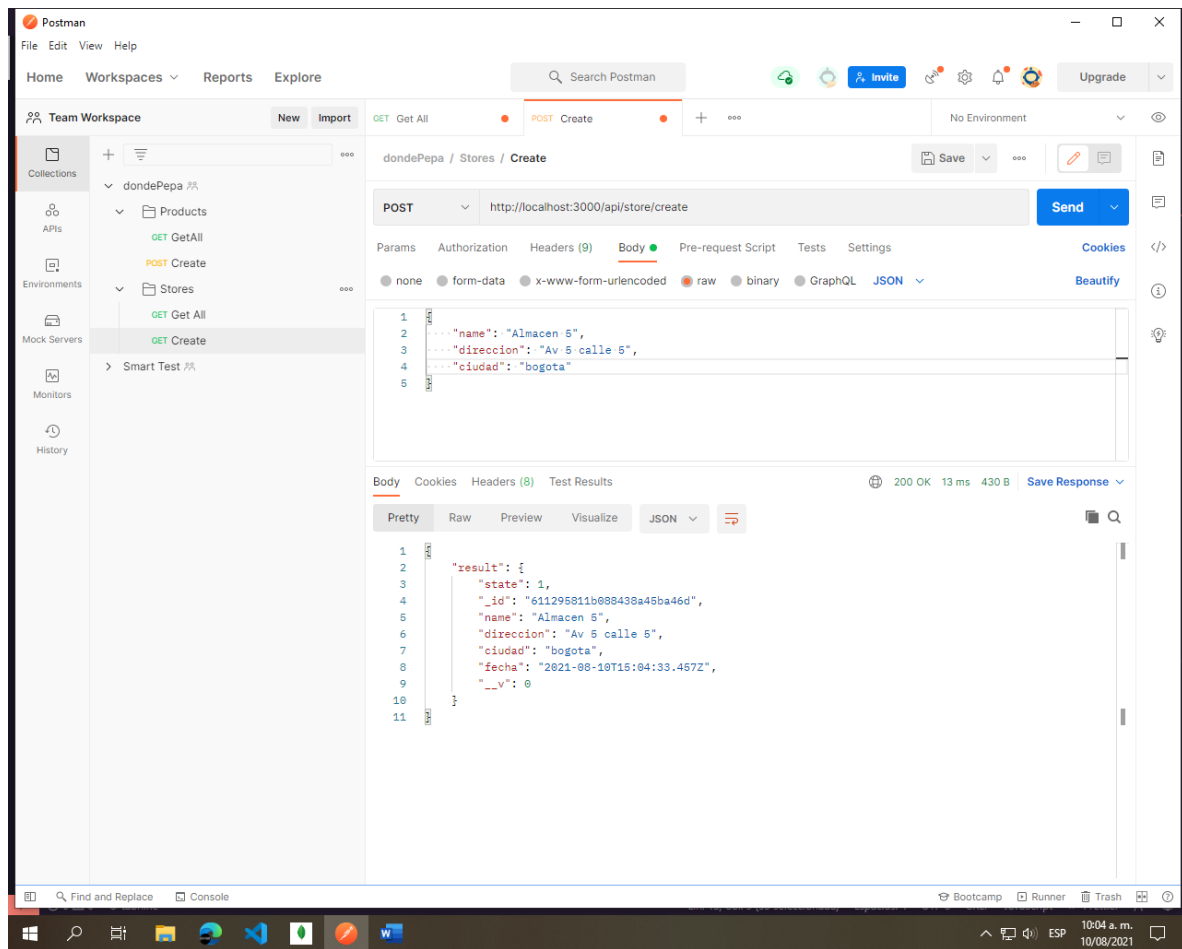 Postman
File Edit View Help
Home Workspaces Reports Explore Search Postman Invite Upgrade
Team Workspace New Import GET Get All POST Create No Environment
Collections
APIs
Environments
Mock Servers
Monitors
History
dondePepa
Products
GET GetAll
POST Create
Stores
GET Get All
GET Create
Smart Test
dondePepa / Stores / Create Save
POST http://localhost:3000/api/store/create Send
Params Authorization Headers (9) Body Pre-request Script Tests Settings Cookies
none form-data x-www-form-urlencoded raw binary GraphQL JSON Beautify
1 {
2 "name": "Almacen 5",
3 "direccion": "Av 5 calle 5",
4 "ciudad": "bogota"
5 }
Body Cookies Headers (8) Test Results 200 OK 13 ms 430 B Save Response
Pretty Raw Preview Visualize JSON
1 {
2 "result": {
3 "state": 1,
4 "_id": "611295811b088438a45ba46d",
5 "name": "Almacen 5",
6 "direccion": "Av 5 calle 5",
7 "ciudad": "bogota",
8 "fecha": "2021-08-10T15:04:33.457Z",
9 "__v": 0
10 }
11 }
Find and Replace Console Bootcamp Runner Trash
ESP 10:04 a. m.
10/08/2021